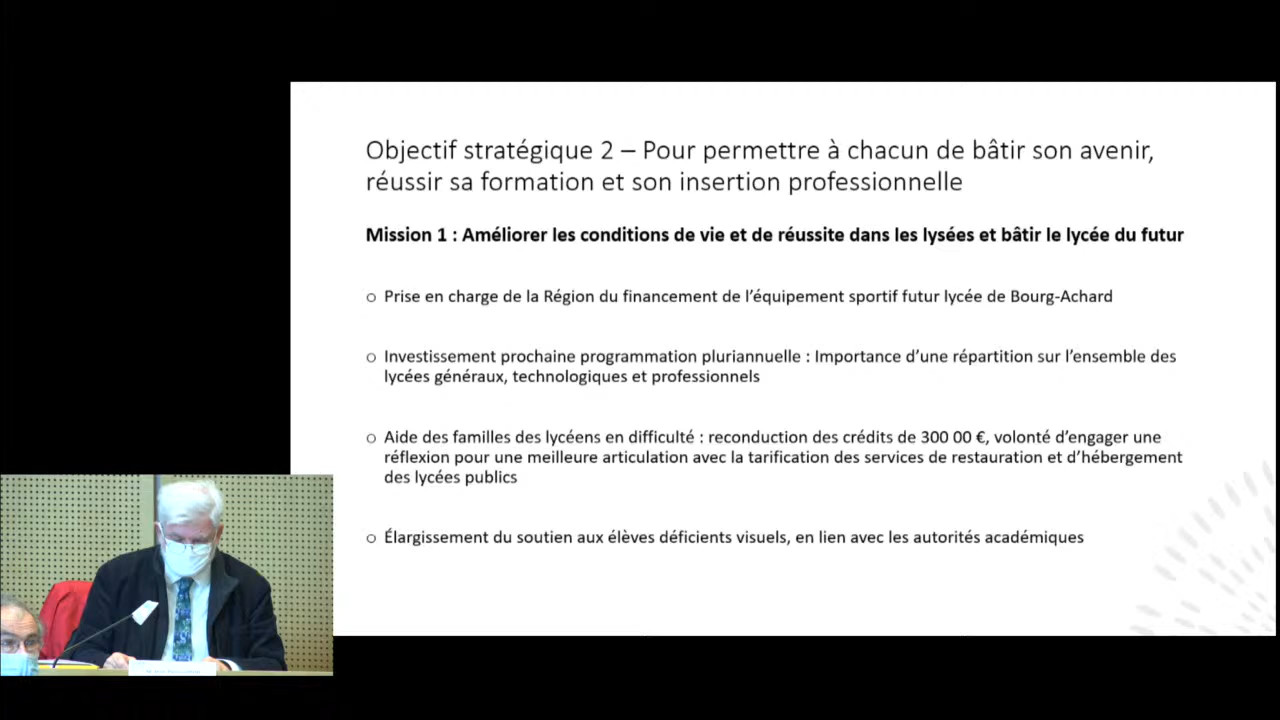 Objectif stratégique 2 – Pour permettre à chacun de bâtir son avenir,
réussir sa formation et son insertion professionnelle
Mission 1 : Améliorer les conditions de vie et de réussite dans les lysées et bâtir le lycée du futur
o Prise en charge de la Région du financement de l'équipement sportif futur lycée de Bourg-Achard
o Investissement prochaine programmation pluriannuelle : Importance d'une répartition sur l'ensemble des
lycées généraux, technologiques et professionnels
o Aide des familles des lycéens en difficulté : reconduction des crédits de 300 00 €, volonté d'engager une
réflexion pour une meilleure articulation avec la tarification des services de restauration et d'hébergement
des lycées publics
o Élargissement du soutien aux élèves déficients visuels, en lien avec les autorités académiques